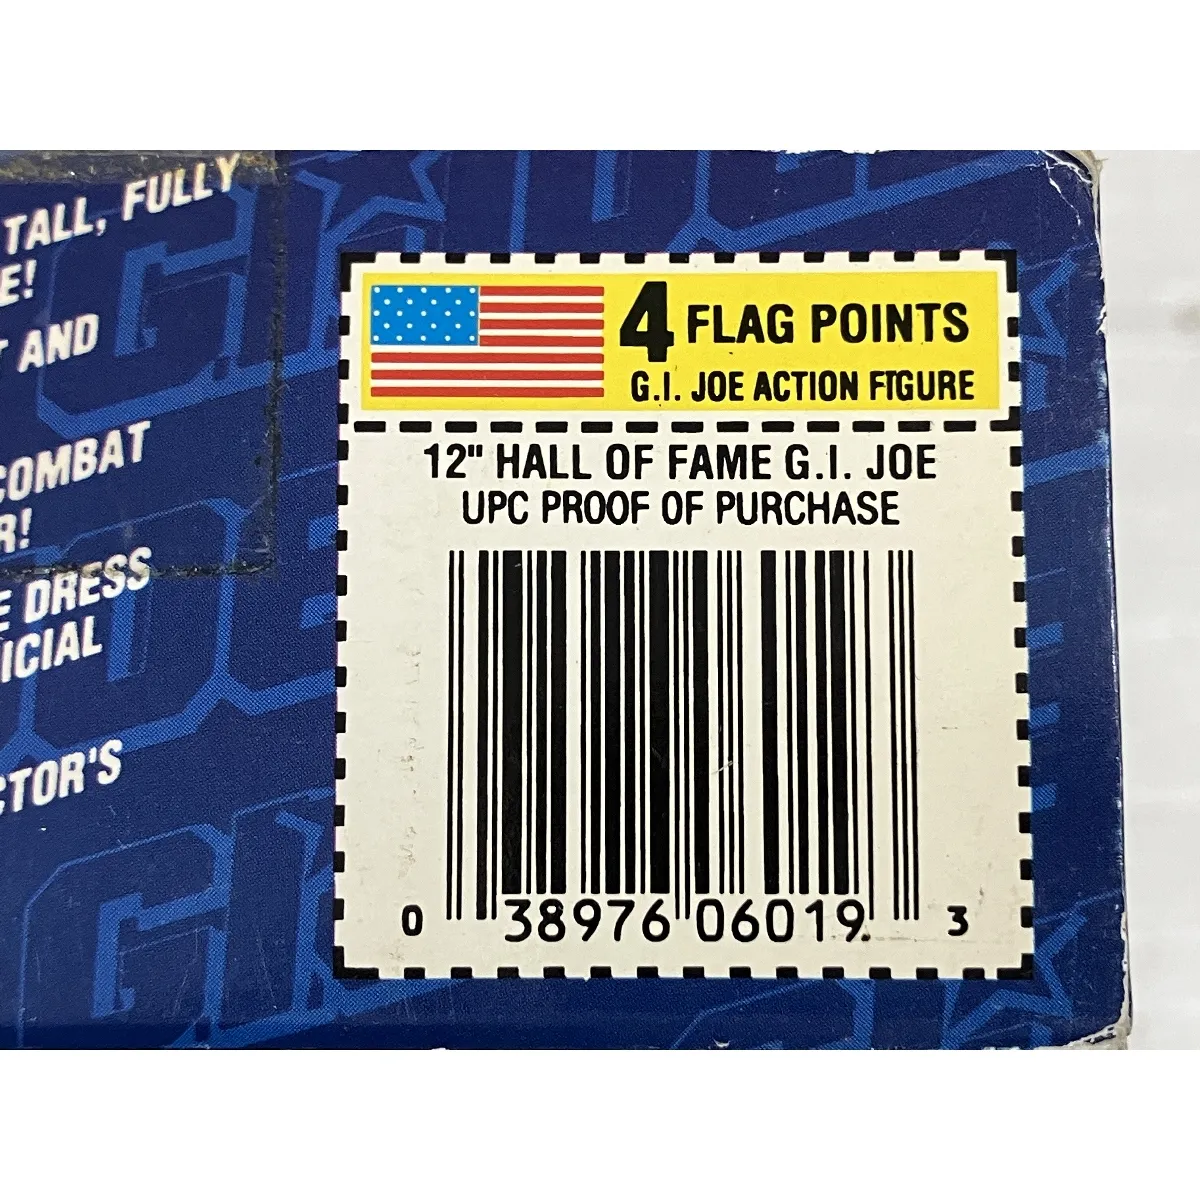 TALL, FULLY
E!
T AND
COMBAT
R!
E DRESS
ICIAL
CTOR'S
4 FLAG POINTS
G.I. JOE ACTION FIGURE
12" HALL OF FAME G.I. JOE
UPC PROOF OF PURCHASE
0 38976 06019 3